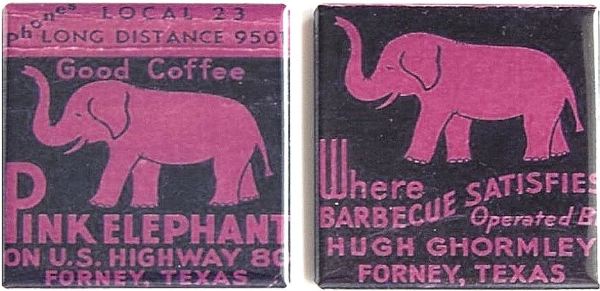 phones LOCAL 23
LONG DISTANCE 9501
Good Coffee
PINK ELEPHANT
ON U.S. HIGHWAY 80
FORNEY, TEXAS
Where
BARBECUE SATISFIES
Operated B
HUGH GHORMLEY
FORNEY, TEXAS